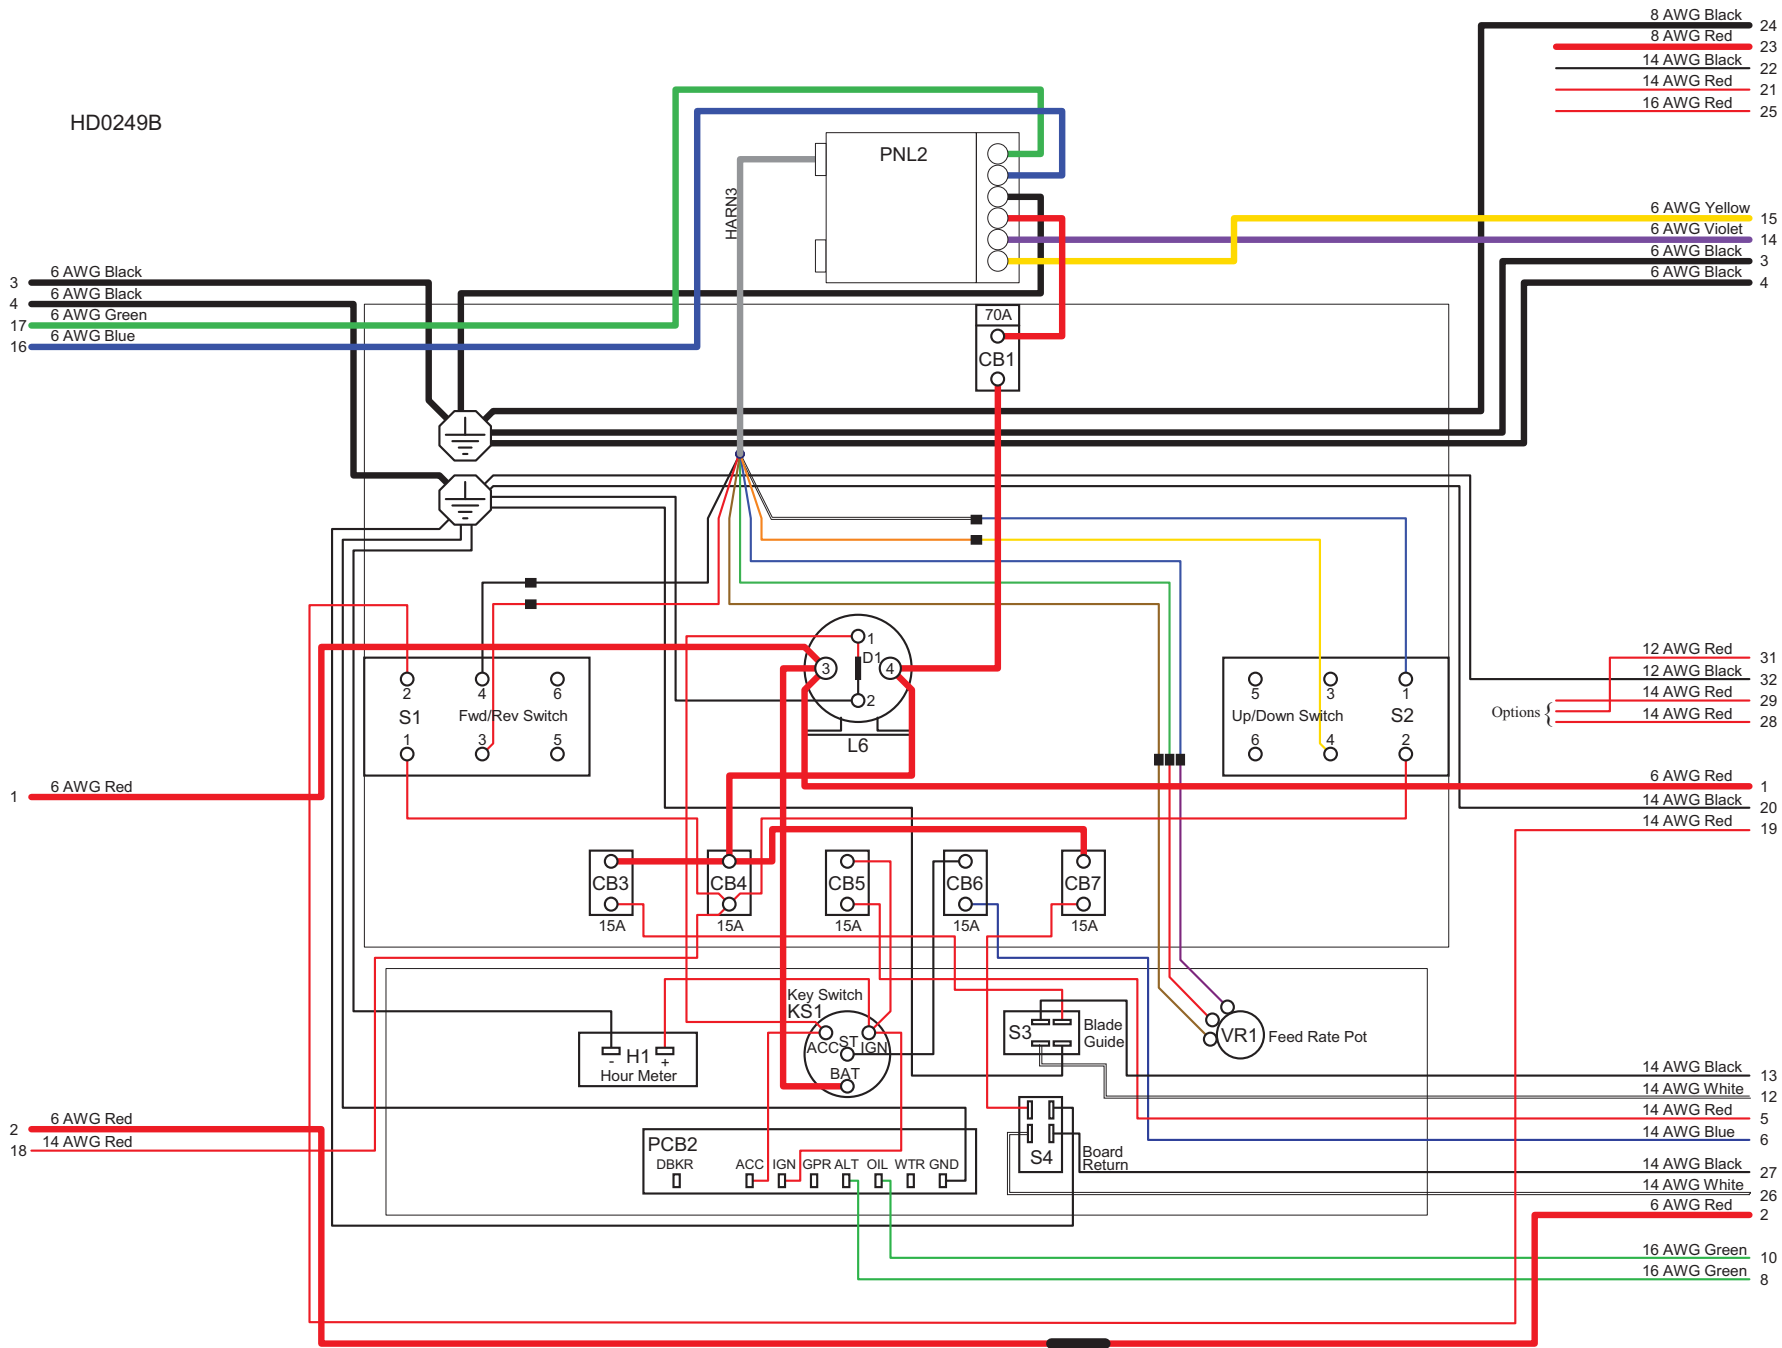 8 AWG Black 24
8 AWG Red 23
14 AWG Black 22
14 AWG Red 21
16 AWG Red 25
HD0249B
PNL2
HARN3
6 AWG Yellow 15
6 AWG Violet 14
6 AWG Black 3
6 AWG Black 4
3 6 AWG Black
4 6 AWG Black
17 6 AWG Green
16 6 AWG Blue
70A
CB1
1
D1
3 4
2
L6
2 4 6
S1 Fwd/Rev Switch
1 3 5
5 3 1
Up/Down Switch S2
6 4 2
12 AWG Red 31
12 AWG Black 32
14 AWG Red 29
Options {
14 AWG Red 28
1 6 AWG Red
6 AWG Red 1
14 AWG Black 20
14 AWG Red 19
CB3 CB4 CB5 CB6 CB7
15A 15A 15A 15A 15A
Key Switch
KS1
ACC ST IGN
BAT
- H1 +
Hour Meter
S3 Blade
Guide
VR1 Feed Rate Pot
14 AWG Black 13
14 AWG White 12
14 AWG Red 5
14 AWG Blue 6
2 6 AWG Red
18 14 AWG Red
PCB2
DBKR ACC IGN GPR ALT OIL WTR GND
S4 Board
Return
14 AWG Black 27
14 AWG White 26
6 AWG Red 2
16 AWG Green 10
16 AWG Green 8